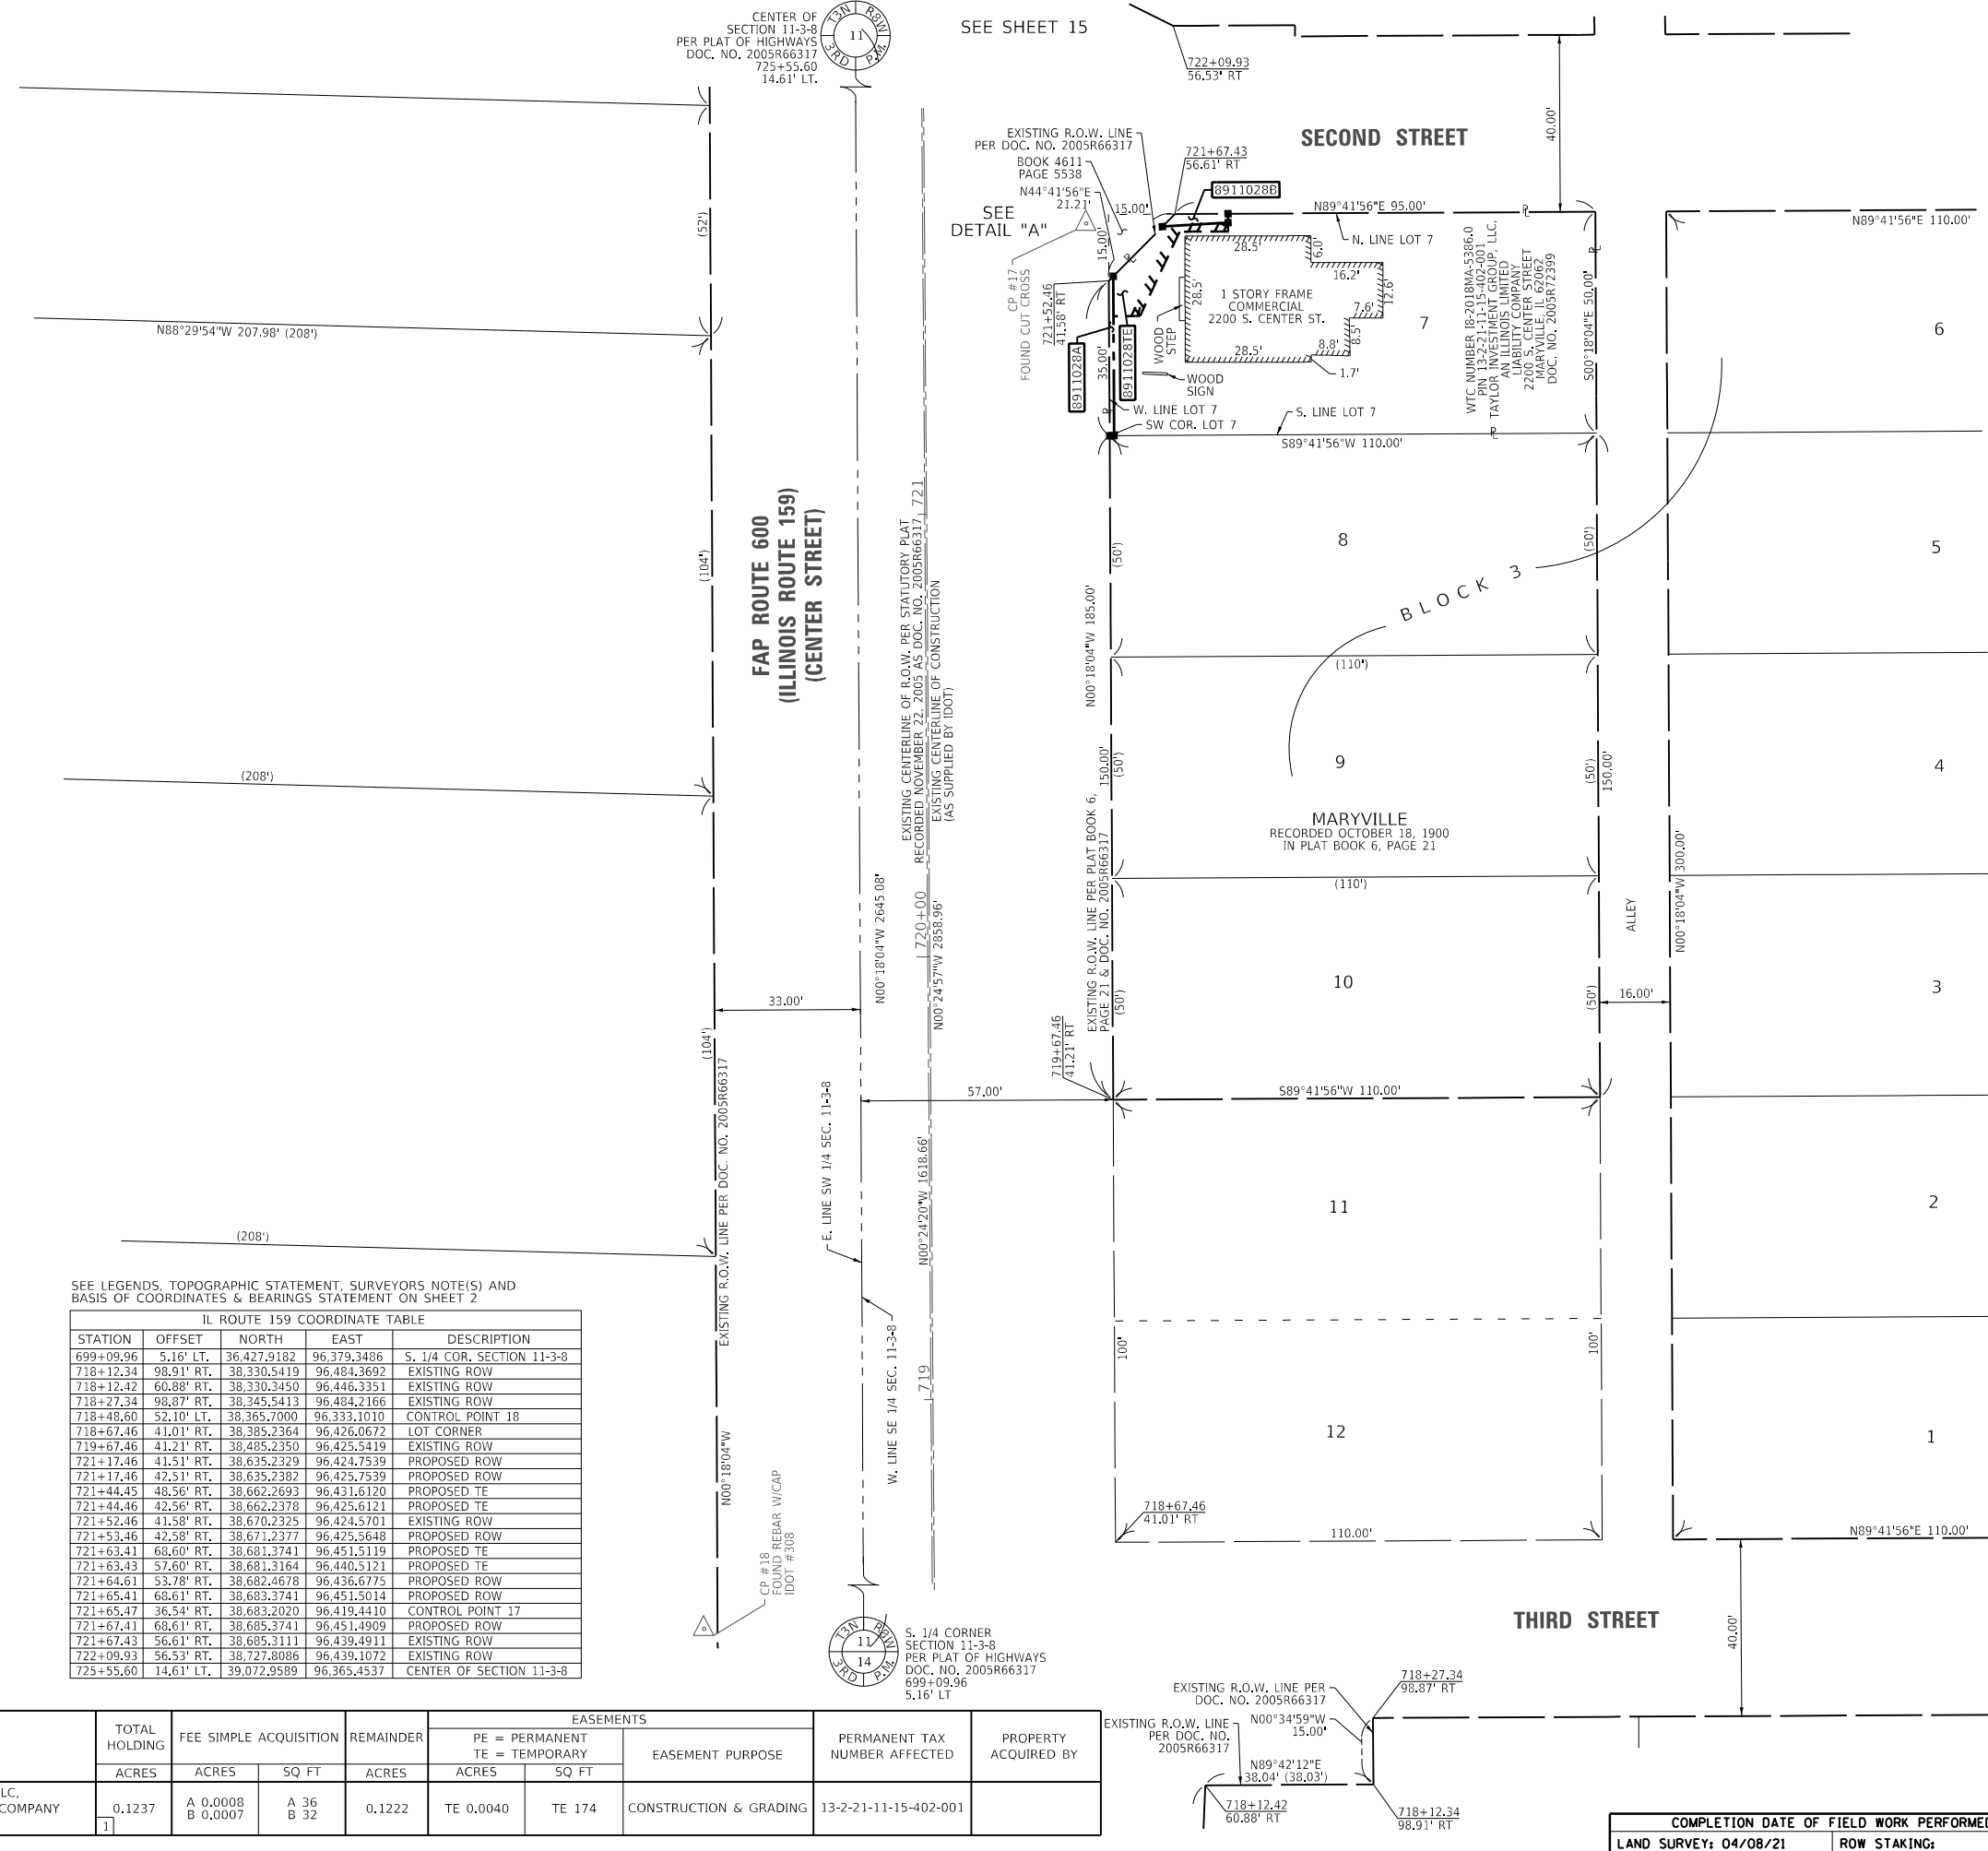 CENTER OF
SECTION 11-3-8
PER PLAT OF HIGHWAYS
DOC. NO. 2005R66317
725+55.60
14.61' LT.
T3N R8W
11
3RD P.M.
SEE SHEET 15
722+09.93
56.53' RT
SECOND STREET
40.00'
EXISTING R.O.W. LINE
PER DOC. NO. 2005R66317
BOOK 4611
PAGE 5538
N44°41'56"E
21.21'
721+67.43
56.61' RT
8911028B
SEE
DETAIL "A"
15.00'
15.00'
N89°41'56"E 95.00'
N. LINE LOT 7
N89°41'56"E 110.00'
CP #17
FOUND CUT CROSS
721+52.46
41.58' RT
8911028A
35.00'
8911028TE
28.5'
6.0'
16.2'
12.6'
7.6'
8.5'
8.8'
1.7'
28.5'
28.5'
1 STORY FRAME
COMMERCIAL
2200 S. CENTER ST.
WOOD
STEP
WOOD
SIGN
W. LINE LOT 7
SW COR. LOT 7
S. LINE LOT 7
S89°41'56"W 110.00'
7
WTC NUMBER I8-2018MA-5386.0
PIN 13-2-21-11-15-402-001
TAYLOR INVESTMENT GROUP, LLC,
AN ILLINOIS LIMITED
LIABILITY COMPANY
2200 S. CENTER STREET
MARYVILLE, IL 62062
DOC. NO. 2005R72399
S00°18'04"E 50.00'
6
(52')
N88°29'54"W 207.98' (208')
(104')
FAP ROUTE 600
(ILLINOIS ROUTE 159)
(CENTER STREET)
EXISTING CENTERLINE OF R.O.W. PER STATUTORY PLAT
RECORDED NOVEMBER 22, 2005 AS DOC. NO. 2005R66317
721
EXISTING CENTERLINE OF CONSTRUCTION
(AS SUPPLIED BY IDOT)
(50')
8
(50')
5
BLOCK 3
N00°18'04"W 185.00'
(110')
(208')
150.00'
(50')
9
(50')
150.00'
4
MARYVILLE
RECORDED OCTOBER 18, 1900
IN PLAT BOOK 6, PAGE 21
EXISTING R.O.W. LINE PER PLAT BOOK 6,
PAGE 21 & DOC. NO. 2005R66317
(110')
N00°18'04"W 2645.08'
720+00
N00°24'57"W 2858.96'
ALLEY
N00°18'04"W 300.00'
33.00'
(50')
10
(50')
16.00'
3
(104')
719+67.46
41.21' RT
57.00'
S89°41'56"W 110.00'
EXISTING R.O.W. LINE PER DOC. NO. 2005R66317
E. LINE SW 1/4 SEC. 11-3-8
N00°24'20"W 1618.66'
11
2
(208')
W. LINE SE 1/4 SEC. 11-3-8
719
100'
100'
12
1
N00°18'04"W
CP #18
FOUND REBAR W/CAP
IDOT #308
718+67.46
41.01' RT
110.00'
N89°41'56"E 110.00'
T3N R8W
11
14
3RD P.M.
S. 1/4 CORNER
SECTION 11-3-8
PER PLAT OF HIGHWAYS
DOC. NO. 2005R66317
699+09.96
5.16' LT
THIRD STREET
40.00'
EXISTING R.O.W. LINE PER
DOC. NO. 2005R66317
718+27.34
98.87' RT
EXISTING R.O.W. LINE
PER DOC. NO.
2005R66317
N00°34'59"W
15.00'
N89°42'12"E
38.04' (38.03')
718+12.42
60.88' RT
718+12.34
98.91' RT
SEE LEGENDS, TOPOGRAPHIC STATEMENT, SURVEYORS NOTE(S) AND
BASIS OF COORDINATES & BEARINGS STATEMENT ON SHEET 2
IL ROUTE 159 COORDINATE TABLE
STATION OFFSET NORTH EAST DESCRIPTION
699+09.96 5.16' LT. 36,427.9182 96,379.3486 S. 1/4 COR. SECTION 11-3-8
718+12.34 98.91' RT. 38,330.5419 96,484.3692 EXISTING ROW
718+12.42 60.88' RT. 38,330.3450 96,446.3351 EXISTING ROW
718+27.34 98.87' RT. 38,345.5413 96,484.2166 EXISTING ROW
718+48.60 52.10' LT. 38,365.7000 96,333.1010 CONTROL POINT 18
718+67.46 41.01' RT. 38,385.2364 96,426.0672 LOT CORNER
719+67.46 41.21' RT. 38,485.2350 96,425.5419 EXISTING ROW
721+17.46 41.51' RT. 38,635.2329 96,424.7539 PROPOSED ROW
721+17.46 42.51' RT. 38,635.2382 96,425.7539 PROPOSED ROW
721+44.45 48.56' RT. 38,662.2693 96,431.6120 PROPOSED TE
721+44.46 42.56' RT. 38,662.2378 96,425.6121 PROPOSED TE
721+52.46 41.58' RT. 38,670.2325 96,424.5701 EXISTING ROW
721+53.46 42.58' RT. 38,671.2377 96,425.5648 PROPOSED ROW
721+63.41 68.60' RT. 38,681.3741 96,451.5119 PROPOSED TE
721+63.43 57.60' RT. 38,681.3164 96,440.5121 PROPOSED TE
721+64.61 53.78' RT. 38,682.4678 96,436.6775 PROPOSED ROW
721+65.41 68.61' RT. 38,683.3741 96,451.5014 PROPOSED ROW
721+65.47 36.54' RT. 38,683.2020 96,419.4410 CONTROL POINT 17
721+67.41 68.61' RT. 38,685.3741 96,451.4909 PROPOSED ROW
721+67.43 56.61' RT. 38,685.3111 96,439.4911 EXISTING ROW
722+09.93 56.53' RT. 38,727.8086 96,439.1072 EXISTING ROW
725+55.60 14.61' LT. 39,072.9589 96,365.4537 CENTER OF SECTION 11-3-8
TOTAL HOLDING FEE SIMPLE ACQUISITION REMAINDER EASEMENTS PERMANENT TAX NUMBER AFFECTED PROPERTY ACQUIRED BY
PE = PERMANENT
TE = TEMPORARY
EASEMENT PURPOSE
ACRES ACRES SQ FT ACRES ACRES SQ FT
LC,
COMPANY
0.1237 A 0.0008 A 36 0.1222 TE 0.0040 TE 174 CONSTRUCTION & GRADING 13-2-21-11-15-402-001
B 0.0007 B 32
1
COMPLETION DATE OF FIELD WORK PERFORMED
LAND SURVEY: 04/08/21 ROW STAKING: